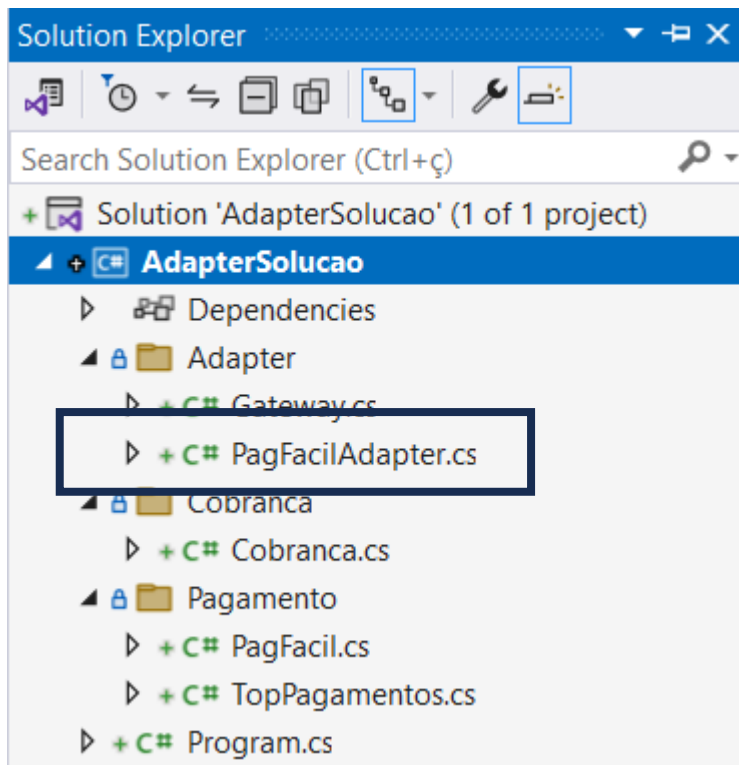 Solution Explorer
Search Solution Explorer (Ctrl+ç)
Solution 'AdapterSolucao' (1 of 1 project)
C# AdapterSolucao
Dependencies
Adapter
C# Gateway.cs
C# PagFacilAdapter.cs
Cobranca
C# Cobranca.cs
Pagamento
C# PagFacil.cs
C# TopPagamentos.cs
C# Program.cs